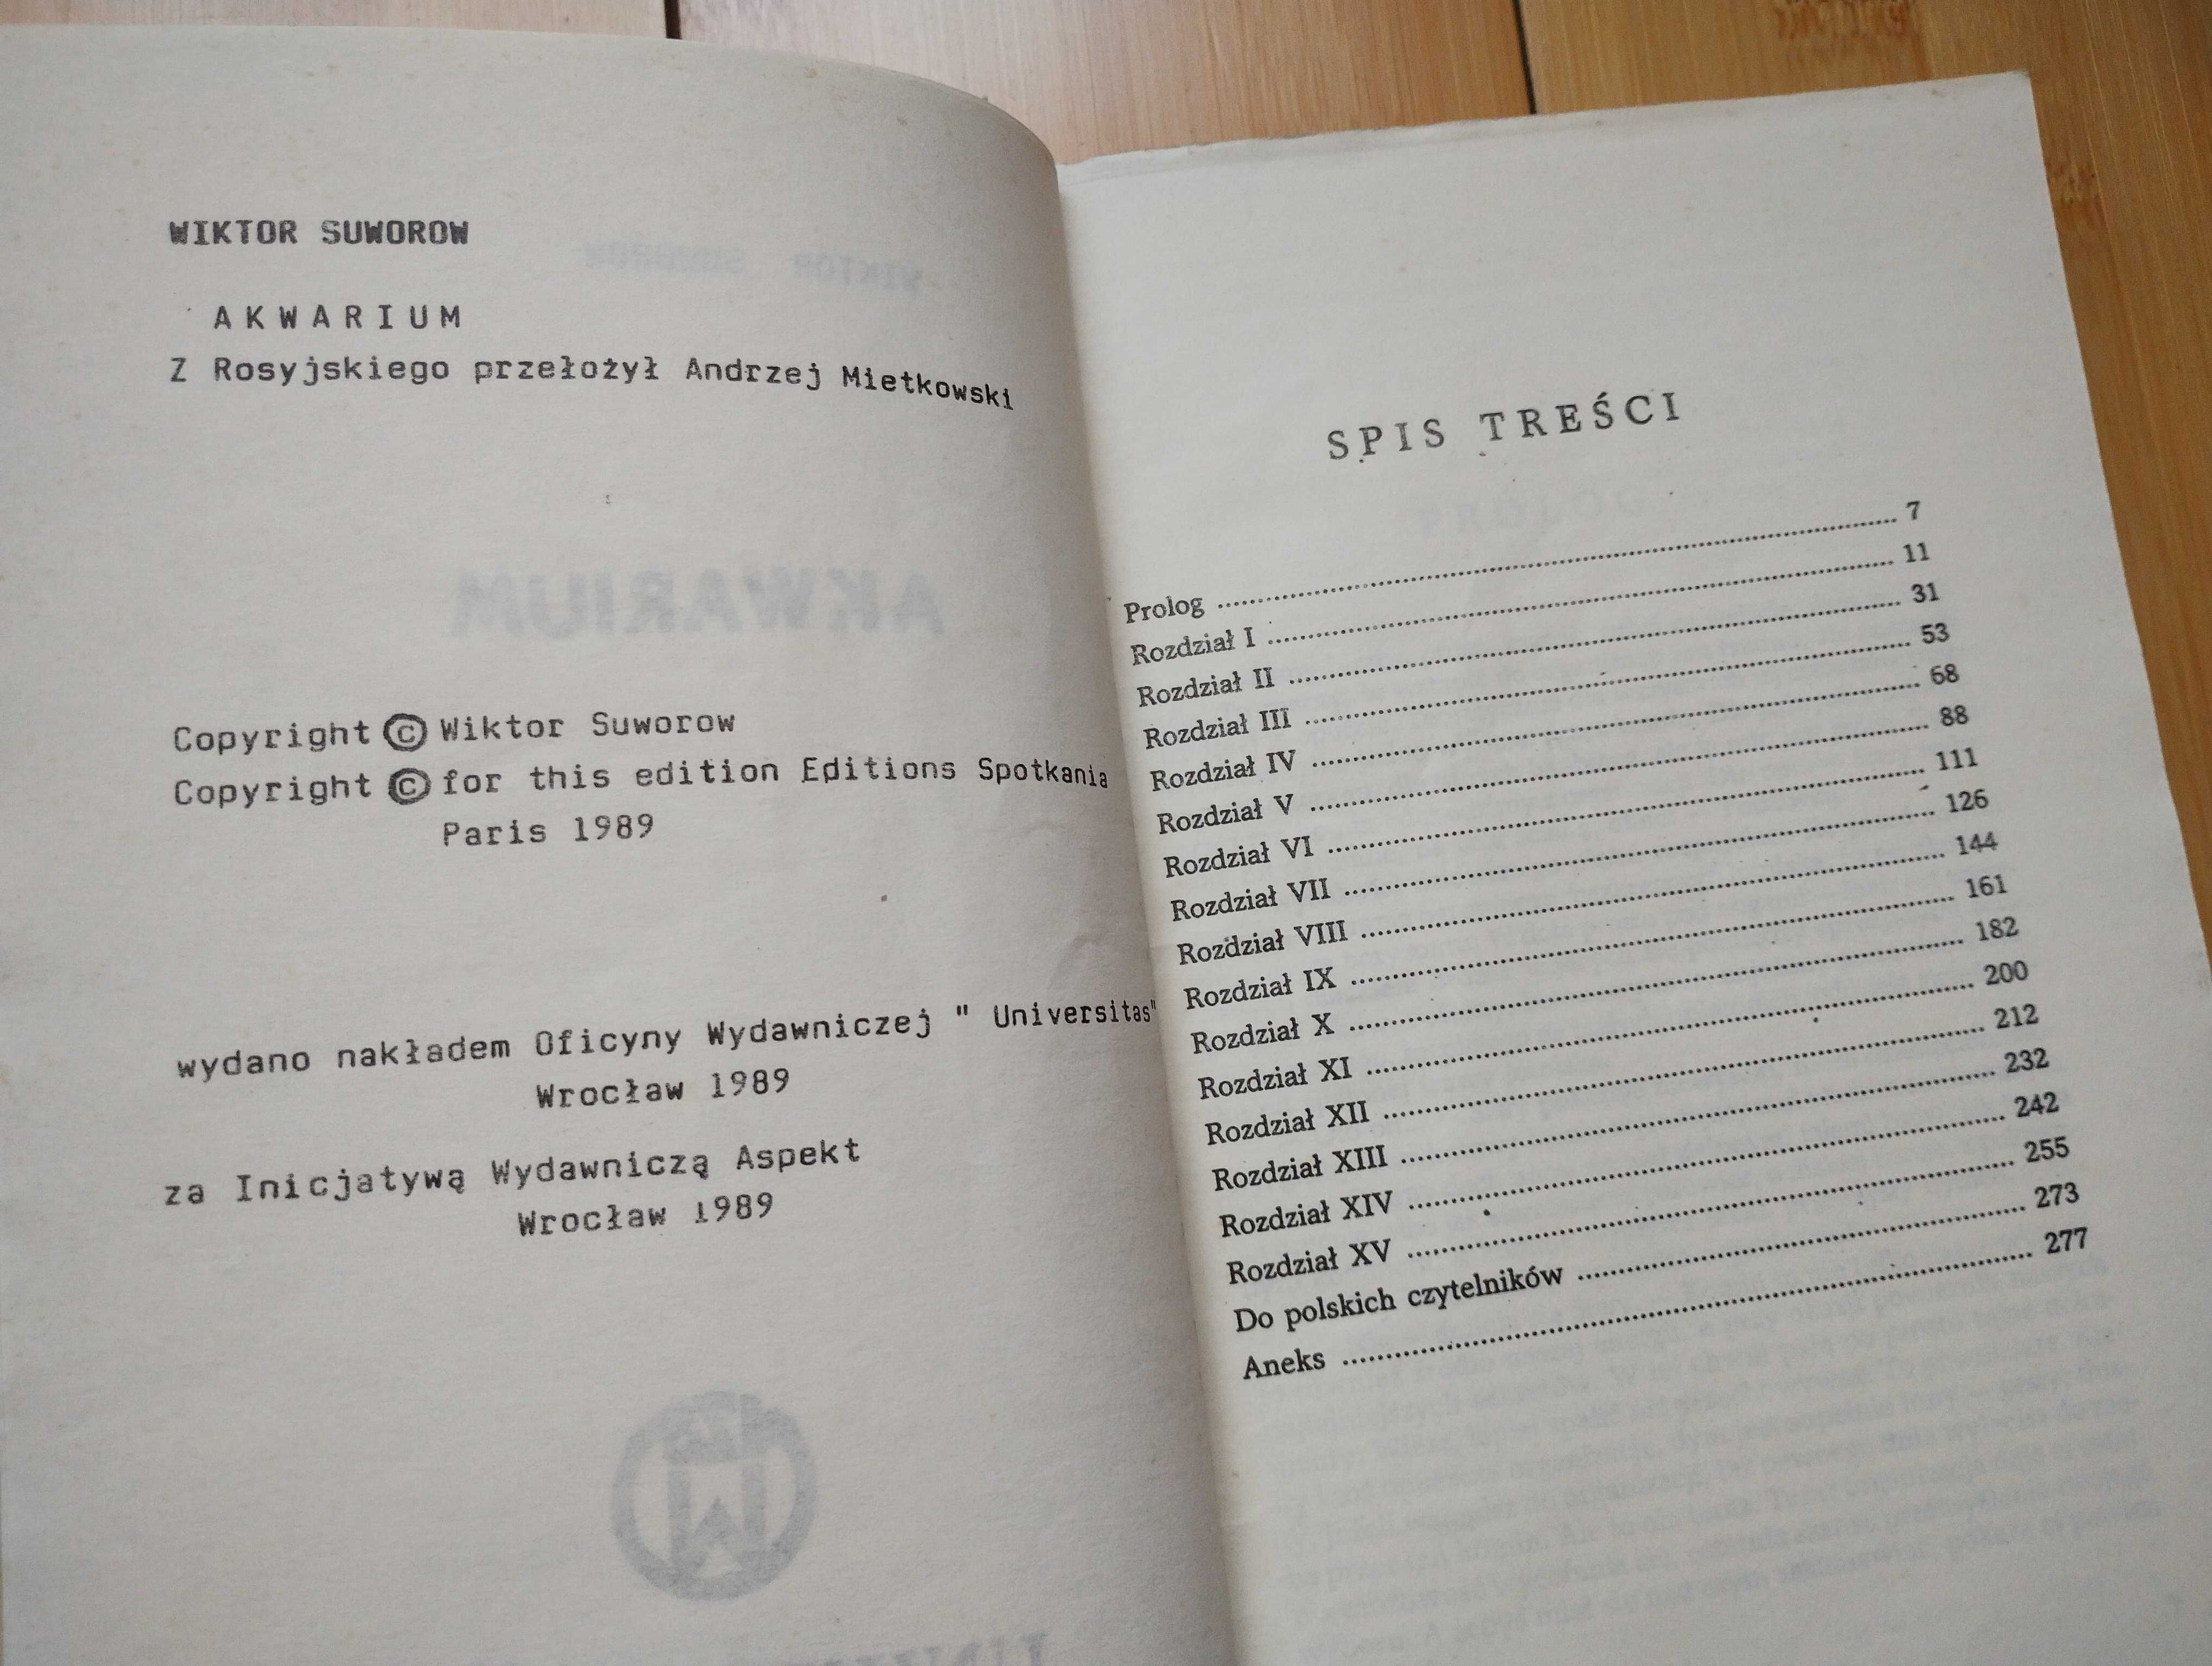 WIKTOR SUWOROW
AKWARIUM
Z Rosyjskiego przełożył Andrzej Mietkowski
Copyright © Wiktor Suworow
Copyright © for this edition Editions Spotkania
Paris 1989
wydano nakładem Oficyny Wydawniczej " Universitas"
Wrocław 1989
za Inicjatywą Wydawniczą Aspekt
Wrocław 1989
SPIS TREŚCI
Prolog ........ 7
Rozdział I ........ 11
Rozdział II ........ 31
Rozdział III ........ 53
Rozdział IV ........ 68
Rozdział V ........ 88
Rozdział VI ........ 111
Rozdział VII ........ 126
Rozdział VIII ........ 144
Rozdział IX ........ 161
Rozdział X ........ 182
Rozdział XI ........ 200
Rozdział XII ........ 212
Rozdział XIII ........ 232
Rozdział XIV ........ 242
Rozdział XV ........ 255
Do polskich czytelników ........ 273
Aneks ........ 277